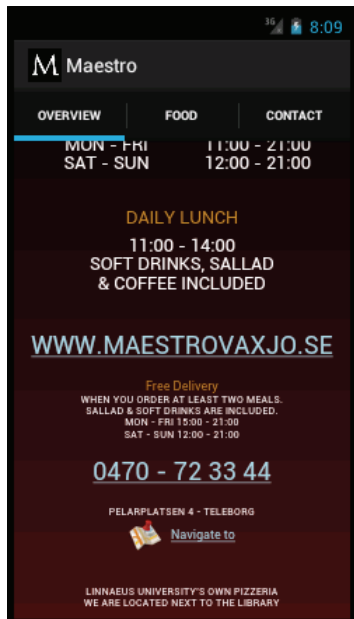 3G 8:09
M Maestro
OVERVIEW FOOD CONTACT
MON - FRI 11:00 - 21:00
SAT - SUN 12:00 - 21:00
DAILY LUNCH
11:00 - 14:00
SOFT DRINKS, SALLAD
& COFFEE INCLUDED
WWW.MAESTROVAXJO.SE
Free Delivery
WHEN YOU ORDER AT LEAST TWO MEALS.
SALLAD & SOFT DRINKS ARE INCLUDED.
MON - FRI 15:00 - 21:00
SAT - SUN 12:00 - 21:00
0470 - 72 33 44
PELARPLATSEN 4 - TELEBORG
Navigate to
LINNAEUS UNIVERSITY'S OWN PIZZERIA
WE ARE LOCATED NEXT TO THE LIBRARY